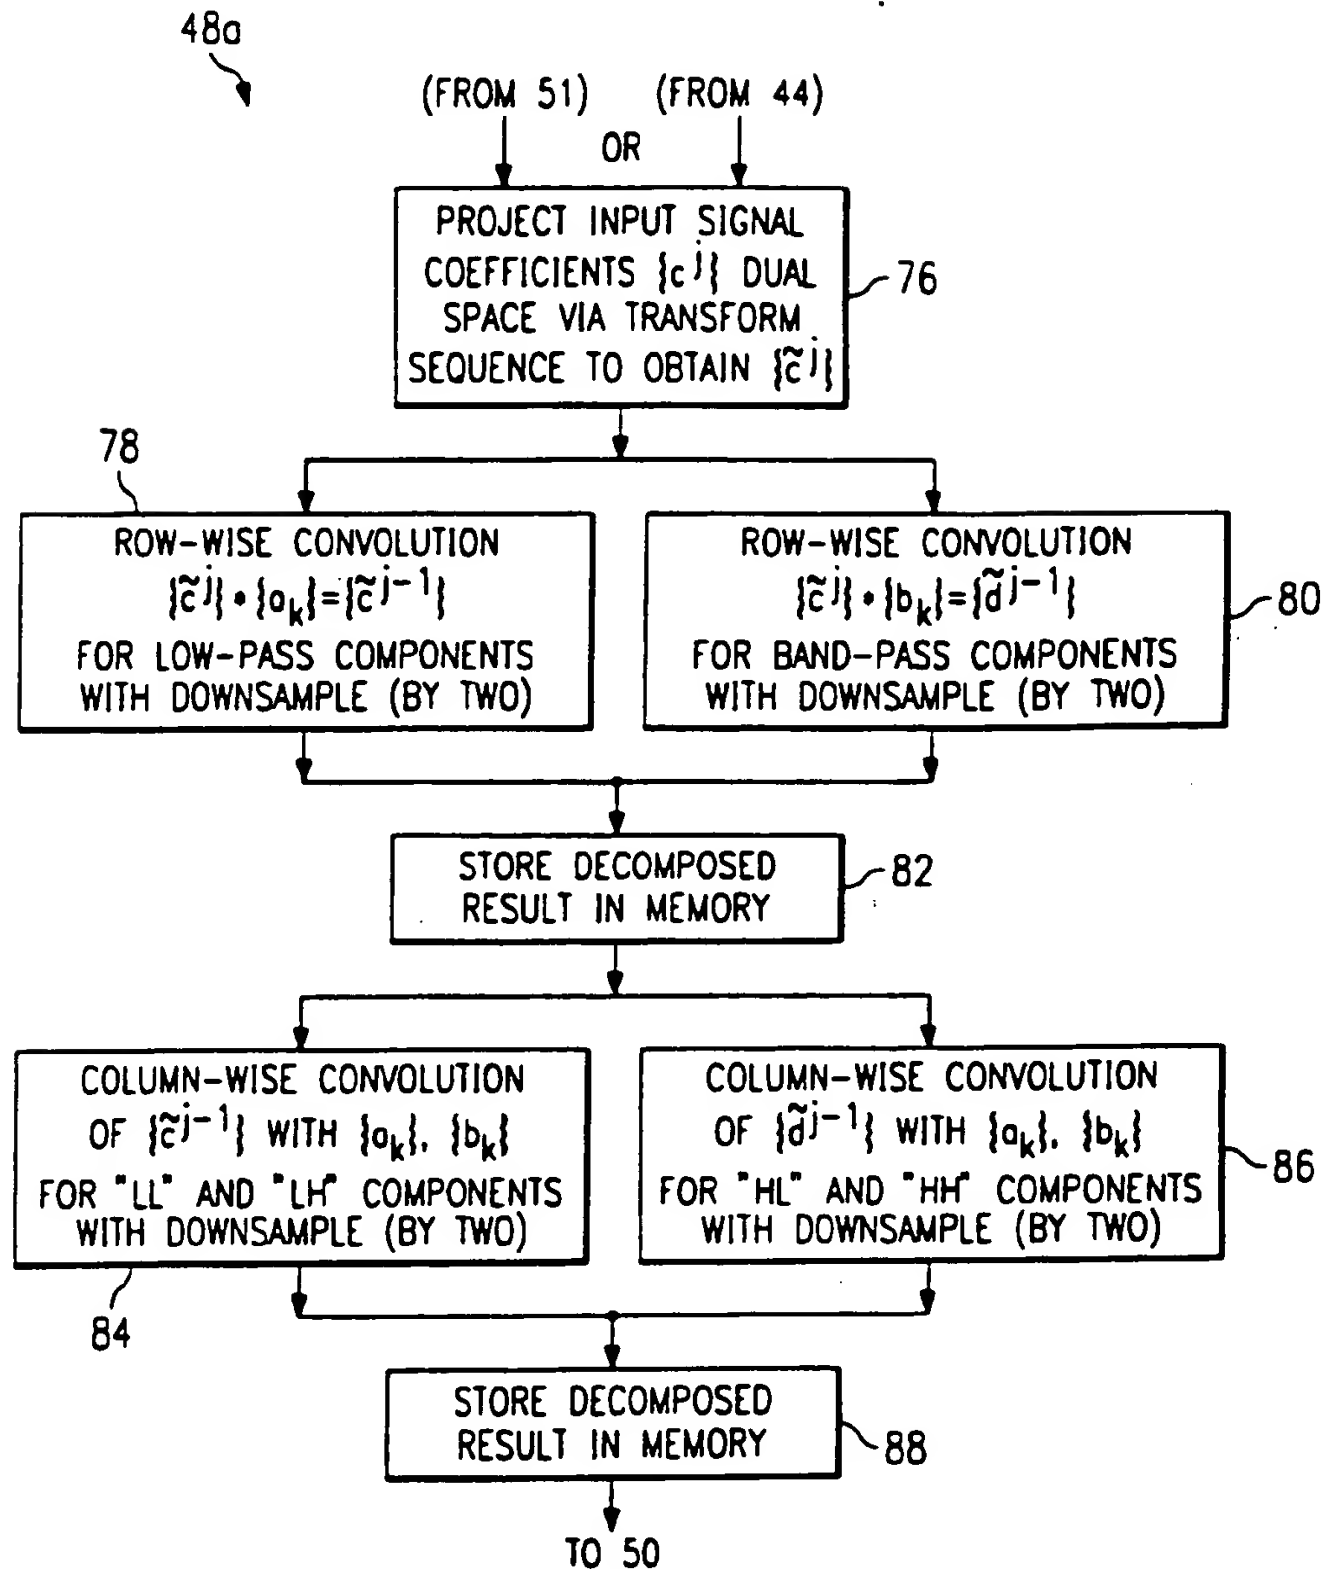 48a
(FROM 51) (FROM 44)
OR
PROJECT INPUT SIGNAL
COEFFICIENTS {c^j} DUAL
SPACE VIA TRANSFORM
SEQUENCE TO OBTAIN {c̃^j}
76
78
ROW-WISE CONVOLUTION
{c̃^j} • {a_k}={c̃^j-1}
FOR LOW-PASS COMPONENTS
WITH DOWNSAMPLE (BY TWO)
ROW-WISE CONVOLUTION
{c̃^j} • {b_k}={d̃^j-1}
FOR BAND-PASS COMPONENTS
WITH DOWNSAMPLE (BY TWO)
80
STORE DECOMPOSED
RESULT IN MEMORY
82
COLUMN-WISE CONVOLUTION
OF {c̃^j-1} WITH {a_k}, {b_k}
FOR "LL" AND "LH" COMPONENTS
WITH DOWNSAMPLE (BY TWO)
84
COLUMN-WISE CONVOLUTION
OF {d̃^j-1} WITH {a_k}, {b_k}
FOR "HL" AND "HH" COMPONENTS
WITH DOWNSAMPLE (BY TWO)
86
STORE DECOMPOSED
RESULT IN MEMORY
88
TO 50